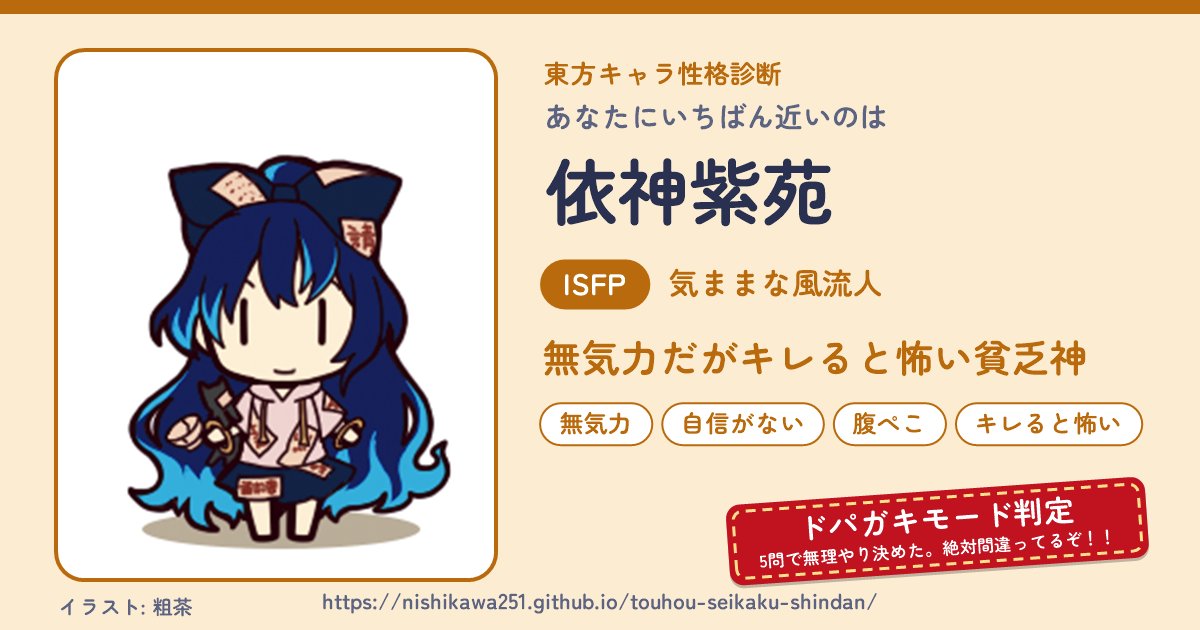 東方キャラ性格診断
あなたにいちばん近いのは
依神紫苑
ISFP 気ままな風流人
無気力だがキレると怖い貧乏神
無気力 自信がない 腹ぺこ キレると怖い
ドパガキモード判定
5問で無理やり決めた。絶対間違ってるぞ！！
請
イラスト: 粗茶
https://nishikawa251.github.io/touhou-seikaku-shindan/